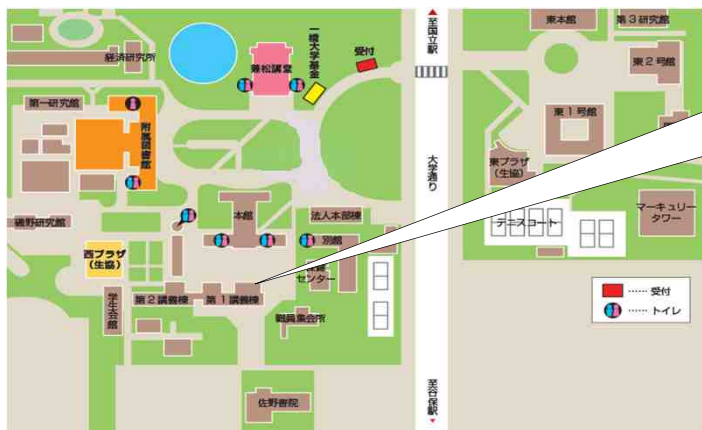 ▲至国立駅
東本館
第3研究館
経済研究所
兼松講堂
一橋大学基金
受付
東2号館
第一研究館
附属図書館
東1号館
大学通り
東プラザ
(生協)
磯野研究館
本館
法人本部棟
テニスコート
マーキュリー
タワー
別館
西プラザ
(生協)
センター
学生会館
第2講義棟
第1講義棟
職員集会所
……受付
……トイレ
至谷保駅
▼
佐野書院